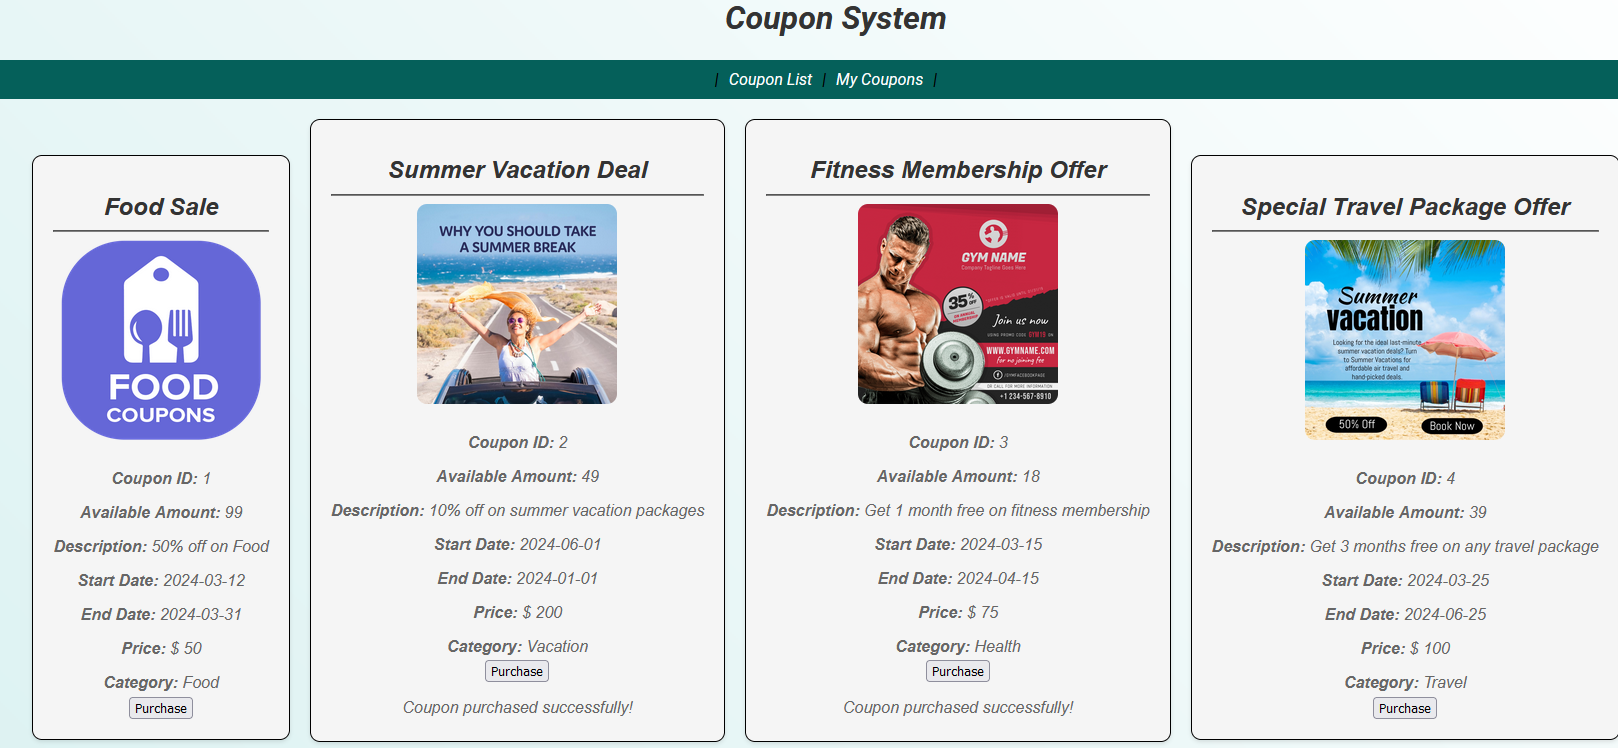 Coupon System
| Coupon List | My Coupons |
Food Sale
FOOD
COUPONS
Coupon ID: 1
Available Amount: 99
Description: 50% off on Food
Start Date: 2024-03-12
End Date: 2024-03-31
Price: $ 50
Category: Food
Purchase
Summer Vacation Deal
WHY YOU SHOULD TAKE
A SUMMER BREAK
Coupon ID: 2
Available Amount: 49
Description: 10% off on summer vacation packages
Start Date: 2024-06-01
End Date: 2024-01-01
Price: $ 200
Category: Vacation
Purchase
Coupon purchased successfully!
Fitness Membership Offer
GYM NAME
Company Tagline Goes Here
35% OFF
Join us now
USING PROMO CODE GYM19
WWW.GYMNAME.COM
For no joining fee
/GYMFACEBOOKPAGE
OR CALL FOR MORE INFORMATION
+1 234-567-8910
Coupon ID: 3
Available Amount: 18
Description: Get 1 month free on fitness membership
Start Date: 2024-03-15
End Date: 2024-04-15
Price: $ 75
Category: Health
Purchase
Coupon purchased successfully!
Special Travel Package Offer
Summer
vacation
Looking for the ideal last-minute
summer vacation deals? Turn
to Summer Vacations for
affordable air travel and
hand-picked deals.
50% Off
Book Now
Coupon ID: 4
Available Amount: 39
Description: Get 3 months free on any travel package
Start Date: 2024-03-25
End Date: 2024-06-25
Price: $ 100
Category: Travel
Purchase